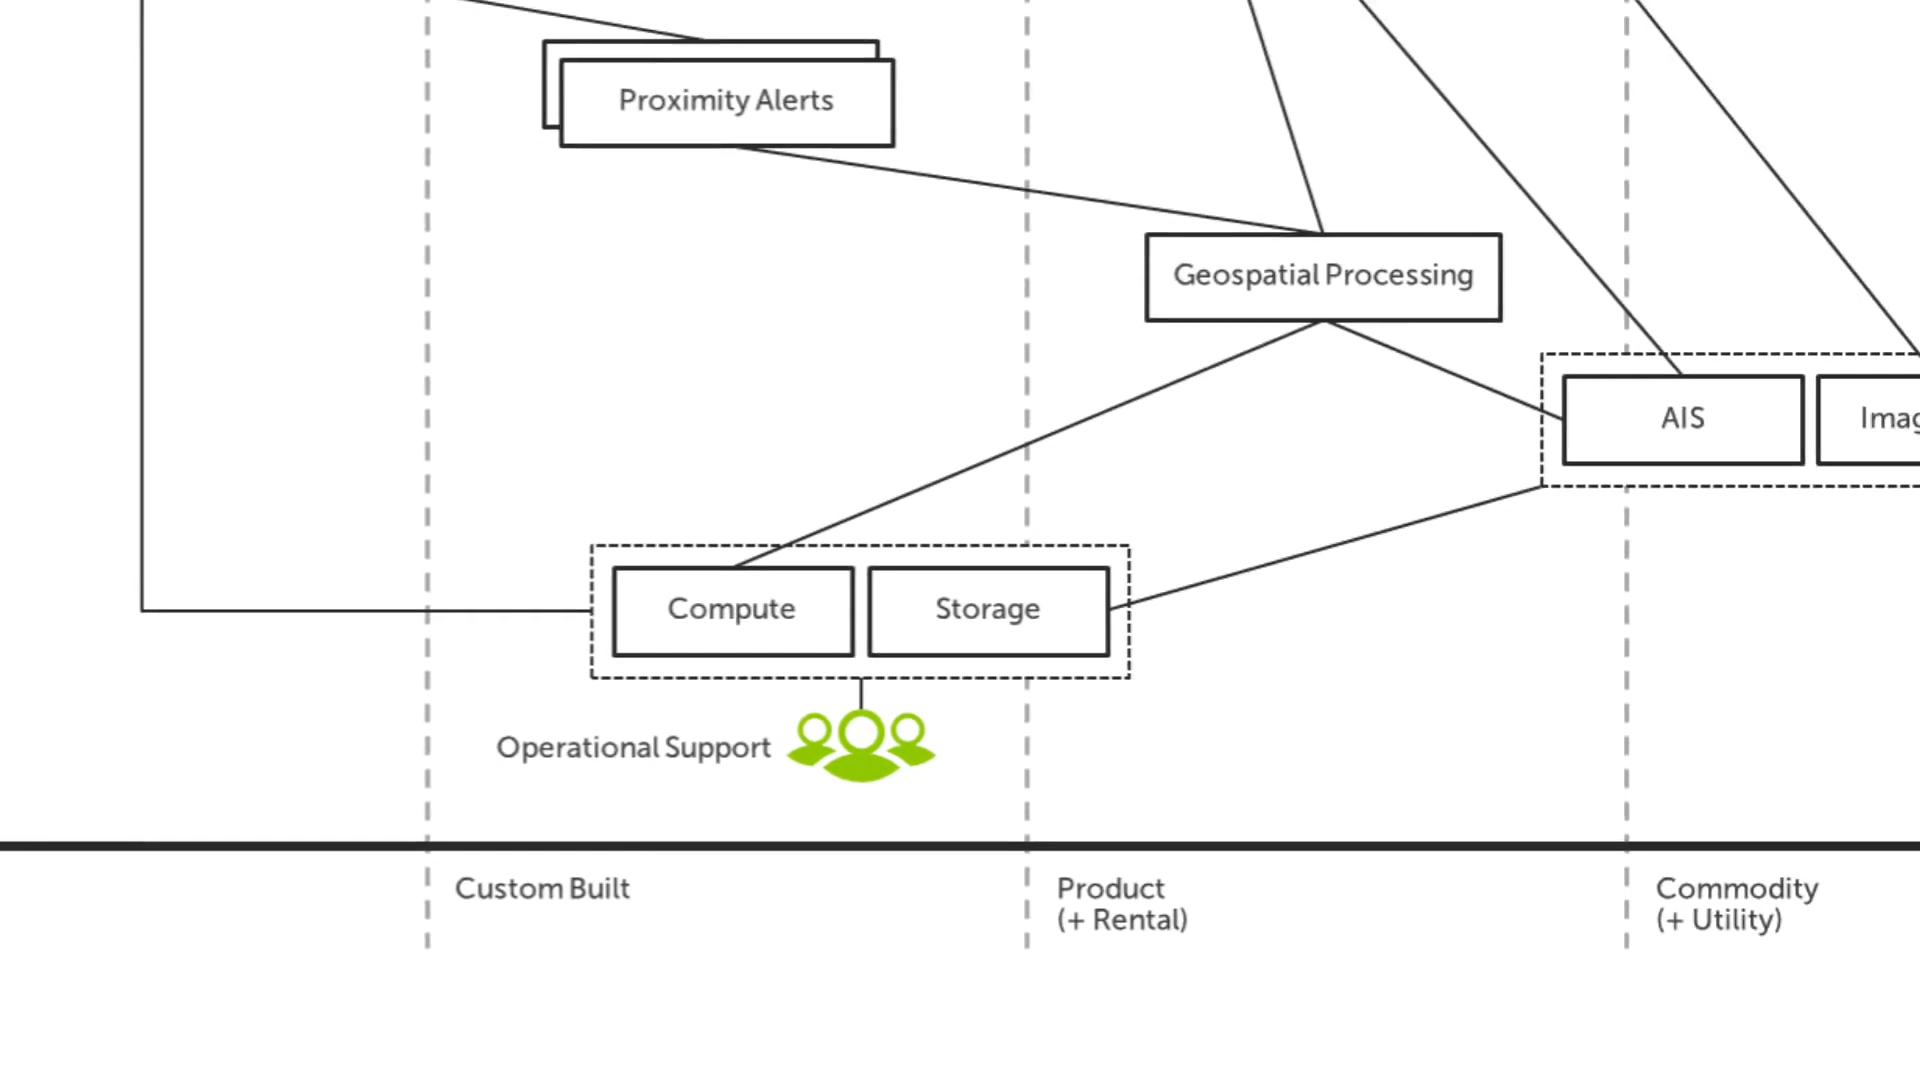 Proximity Alerts
Geospatial Processing
AIS
Compute
Storage
Operational Support
Custom Built
Product
(+ Rental)
Commodity
(+ Utility)